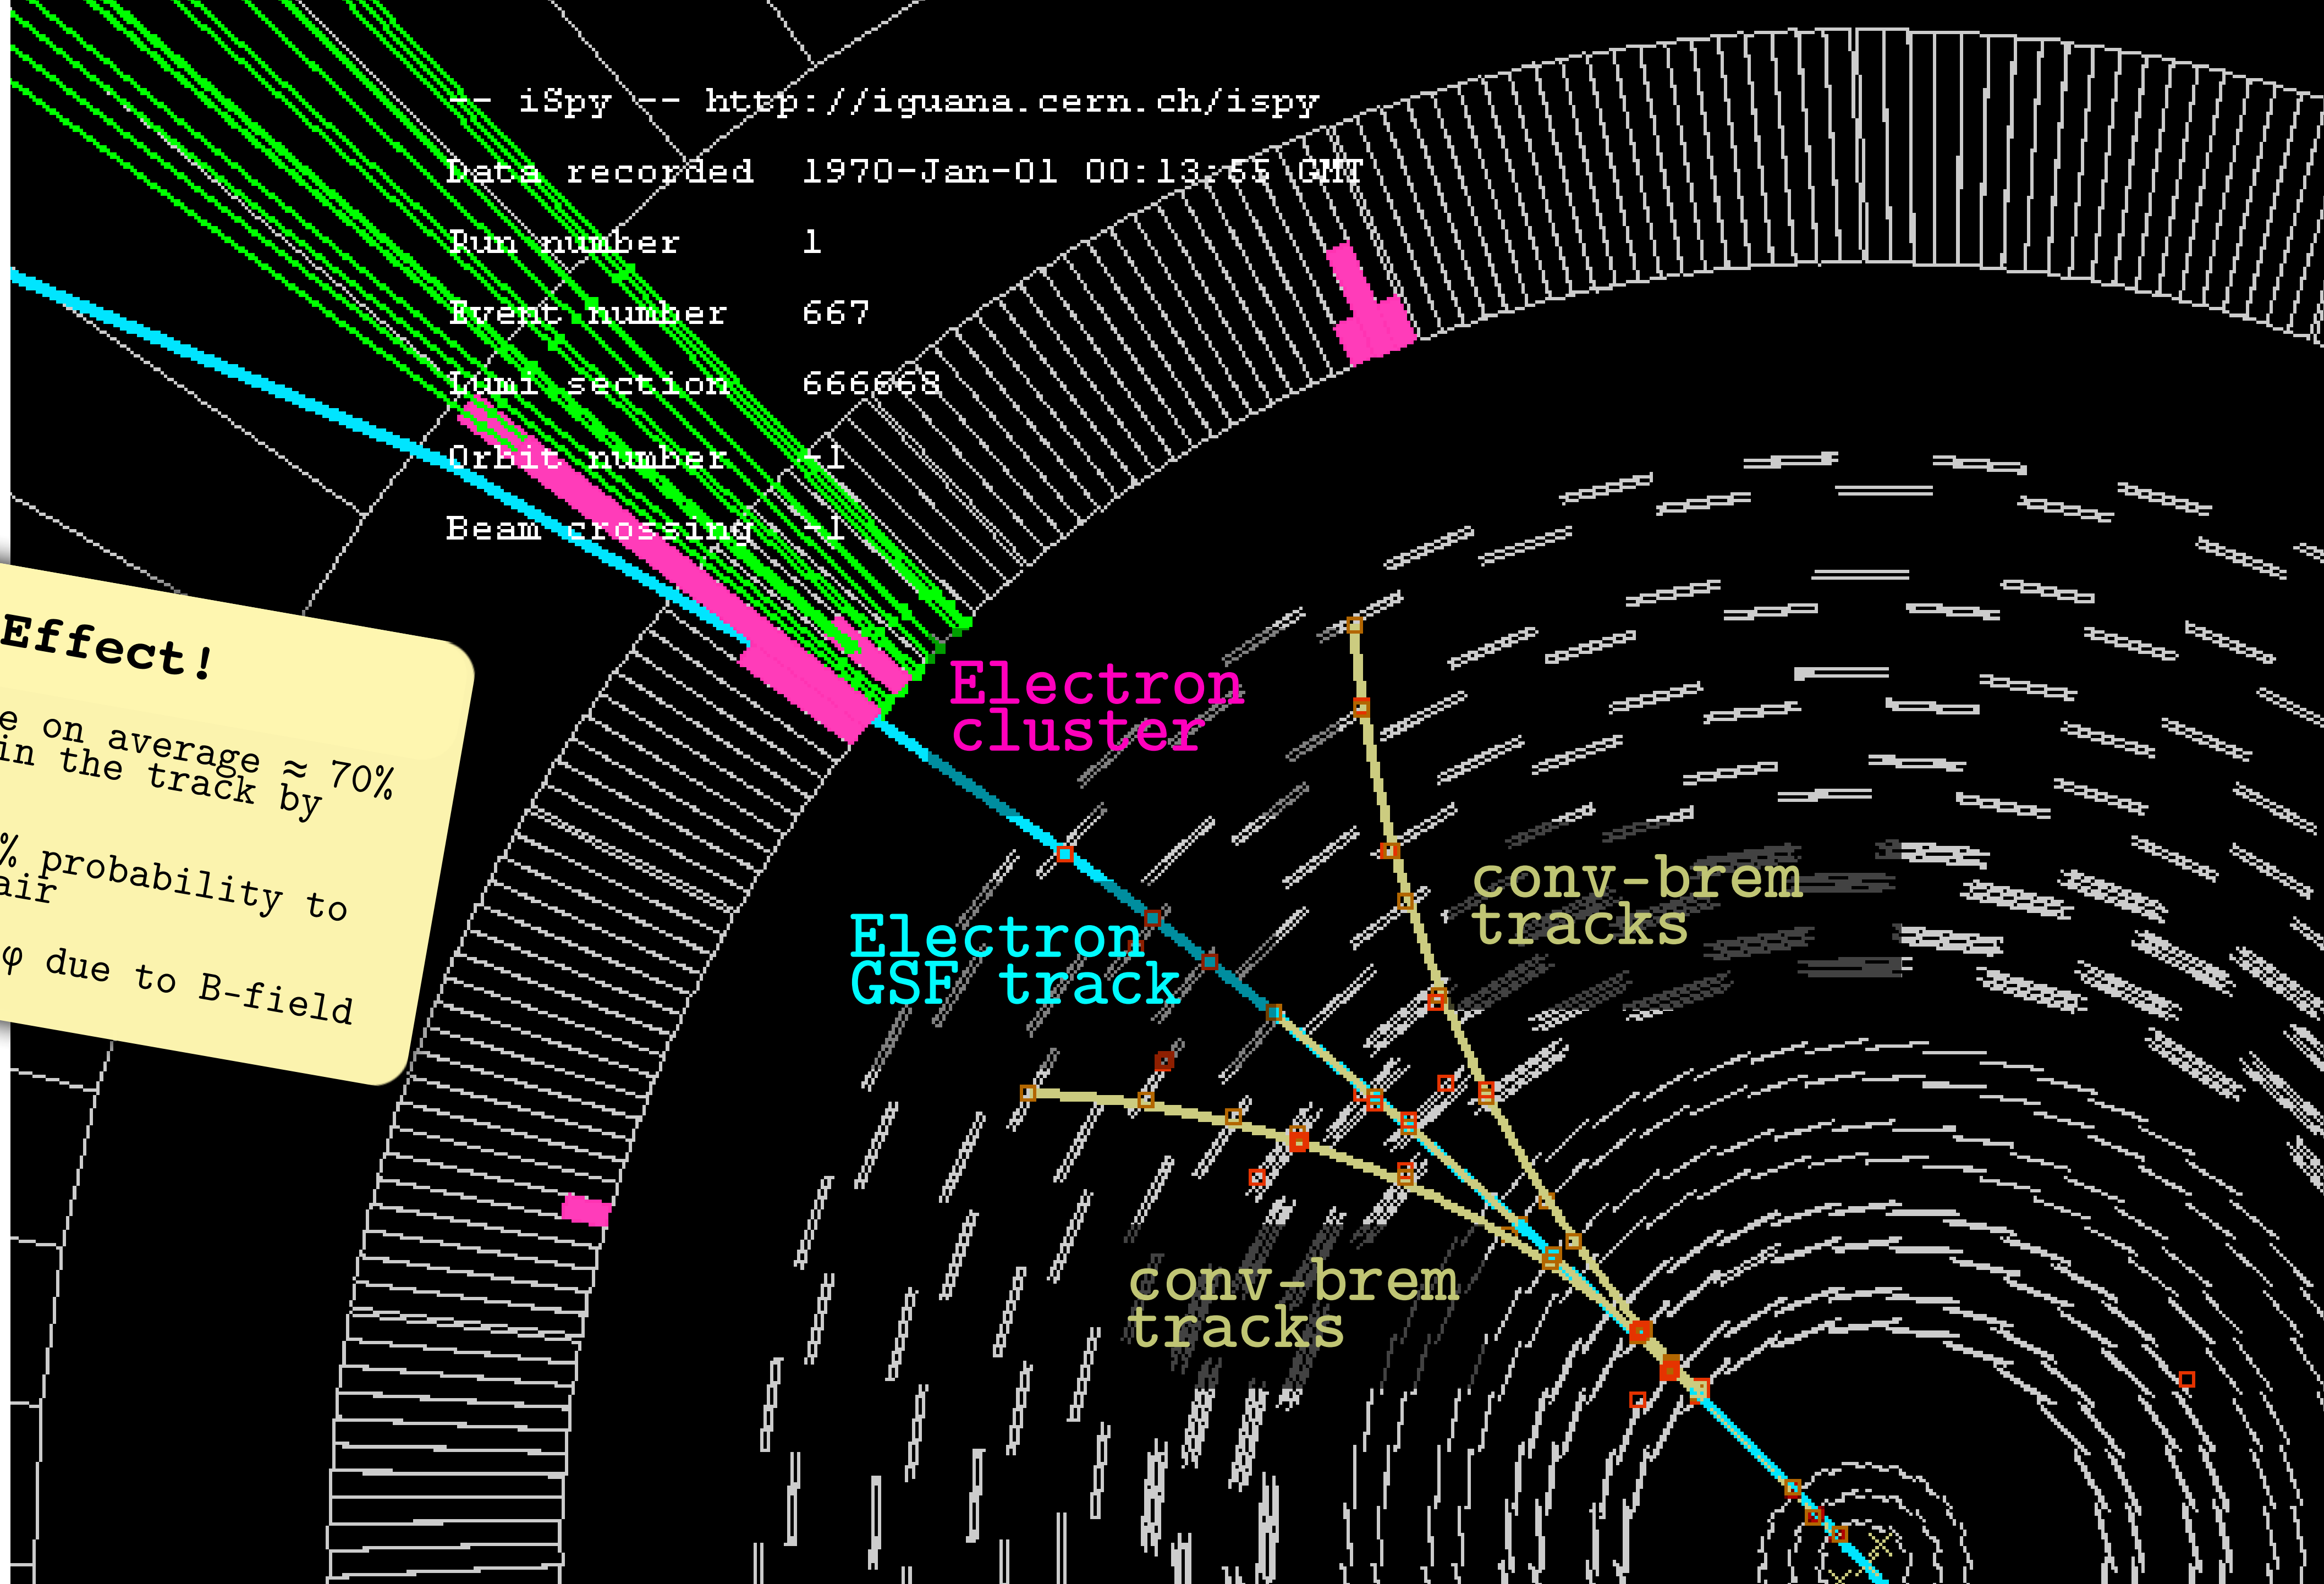 -- iSpy -- http://iguana.cern.ch/ispy
Data recorded 1970-Jan-01 00:13:55 GMT
Run number 1
Event number 667
Lumi section 666668
Orbit number -1
Beam crossing -1
Effect!
e on average ≈ 70%
in the track by
% probability to
air
φ due to B-field
Electron
cluster
conv-brem
tracks
Electron
GSF track
conv-brem
tracks